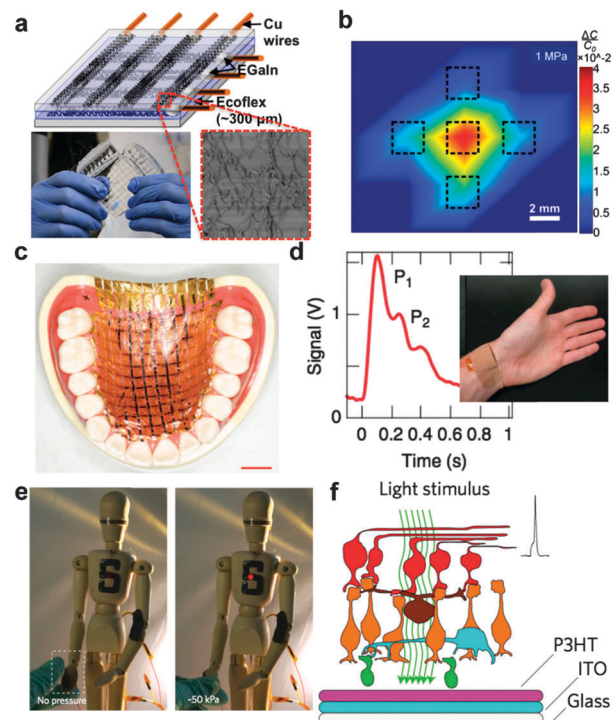 a
Cu
wires
EGaIn
Ecoflex
(~300 µm)
b
1 MPa
ΔC
C₀
×10^-2
4
3.5
3
2.5
2
1.5
1
0.5
0
2 mm
c
d
Signal (V)
1
0
P₁
P₂
0 0.2 0.4 0.6 0.8 1
Time (s)
e
S
No pressure
S
~50 kPa
f
Light stimulus
P3HT
ITO
Glass